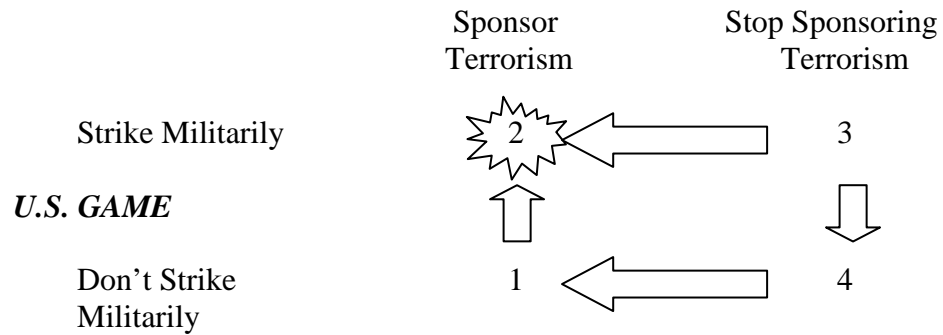 Sponsor Stop Sponsoring
Terrorism Terrorism
Strike Militarily 2 3
U.S. GAME
Don’t Strike 1 4
Militarily